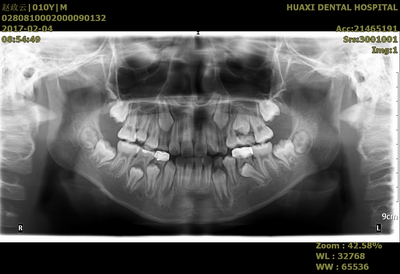 赵政云|010Y|M
HUAXI DENTAL HOSPITAL
0280810002000090132
2017-02-04
Acc:21465191
08:54:49
Srs:3001001
Img:1
R
L
9cm
Zoom : 42.58%
WL : 32768
WW : 65536